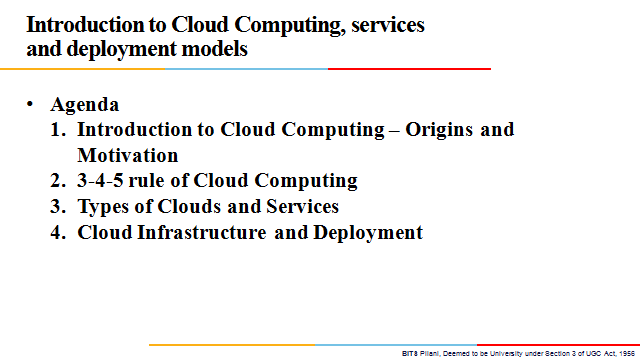 Introduction to Cloud Computing, services
and deployment models
• Agenda
1. Introduction to Cloud Computing – Origins and
Motivation
2. 3-4-5 rule of Cloud Computing
3. Types of Clouds and Services
4. Cloud Infrastructure and Deployment
BITS Pilani, Deemed to be University under Section 3 of UGC Act, 1956